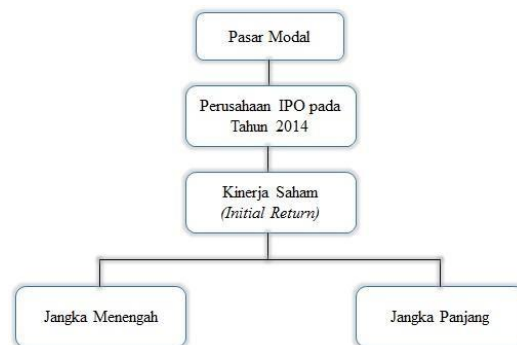 Pasar Modal
Perusahaan IPO pada
Tahun 2014
Kinerja Saham
(Initial Return)
Jangka Menengah
Jangka Panjang